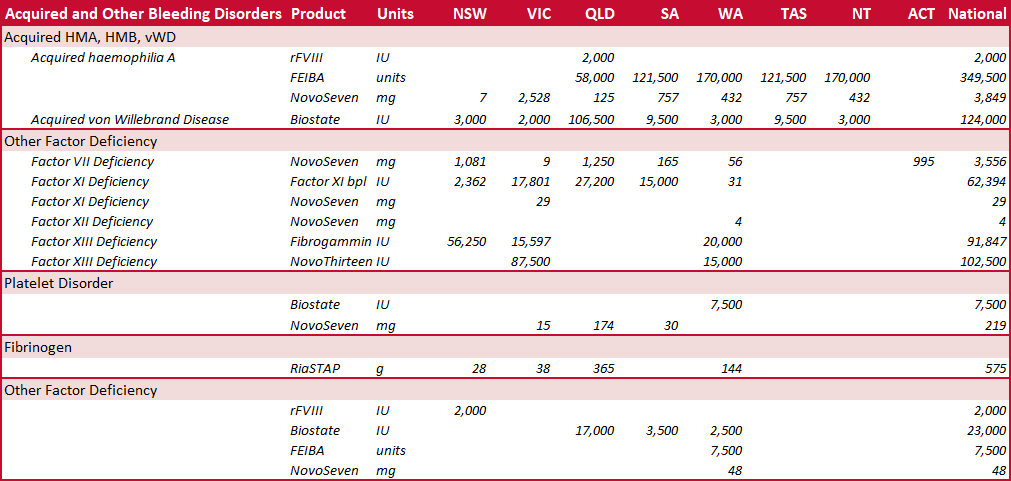 Acquired and Other Bleeding Disorders Product Units NSW VIC QLD SA WA TAS NT ACT National
Acquired HMA, HMB, vWD
Acquired haemophilia A rFVIII IU 2,000 2,000
FEIBA units 58,000 121,500 170,000 121,500 170,000 349,500
NovoSeven mg 7 2,528 125 757 432 757 432 3,849
Acquired von Willebrand Disease Biostate IU 3,000 2,000 106,500 9,500 3,000 9,500 3,000 124,000
Other Factor Deficiency
Factor VII Deficiency NovoSeven mg 1,081 9 1,250 165 56 995 3,556
Factor XI Deficiency Factor XI bpl IU 2,362 17,801 27,200 15,000 31 62,394
Factor XI Deficiency NovoSeven mg 29 29
Factor XII Deficiency NovoSeven mg 4 4
Factor XIII Deficiency Fibrogammin IU 56,250 15,597 20,000 91,847
Factor XIII Deficiency NovoThirteen IU 87,500 15,000 102,500
Platelet Disorder
Biostate IU 7,500 7,500
NovoSeven mg 15 174 30 219
Fibrinogen
RiaSTAP g 28 38 365 144 575
Other Factor Deficiency
rFVIII IU 2,000 2,000
Biostate IU 17,000 3,500 2,500 23,000
FEIBA units 7,500 7,500
NovoSeven mg 48 48